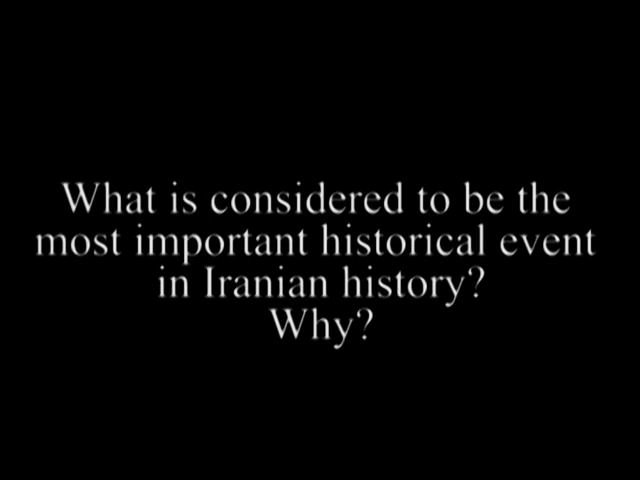 What is considered to be the
most important historical event
in Iranian history?
Why?